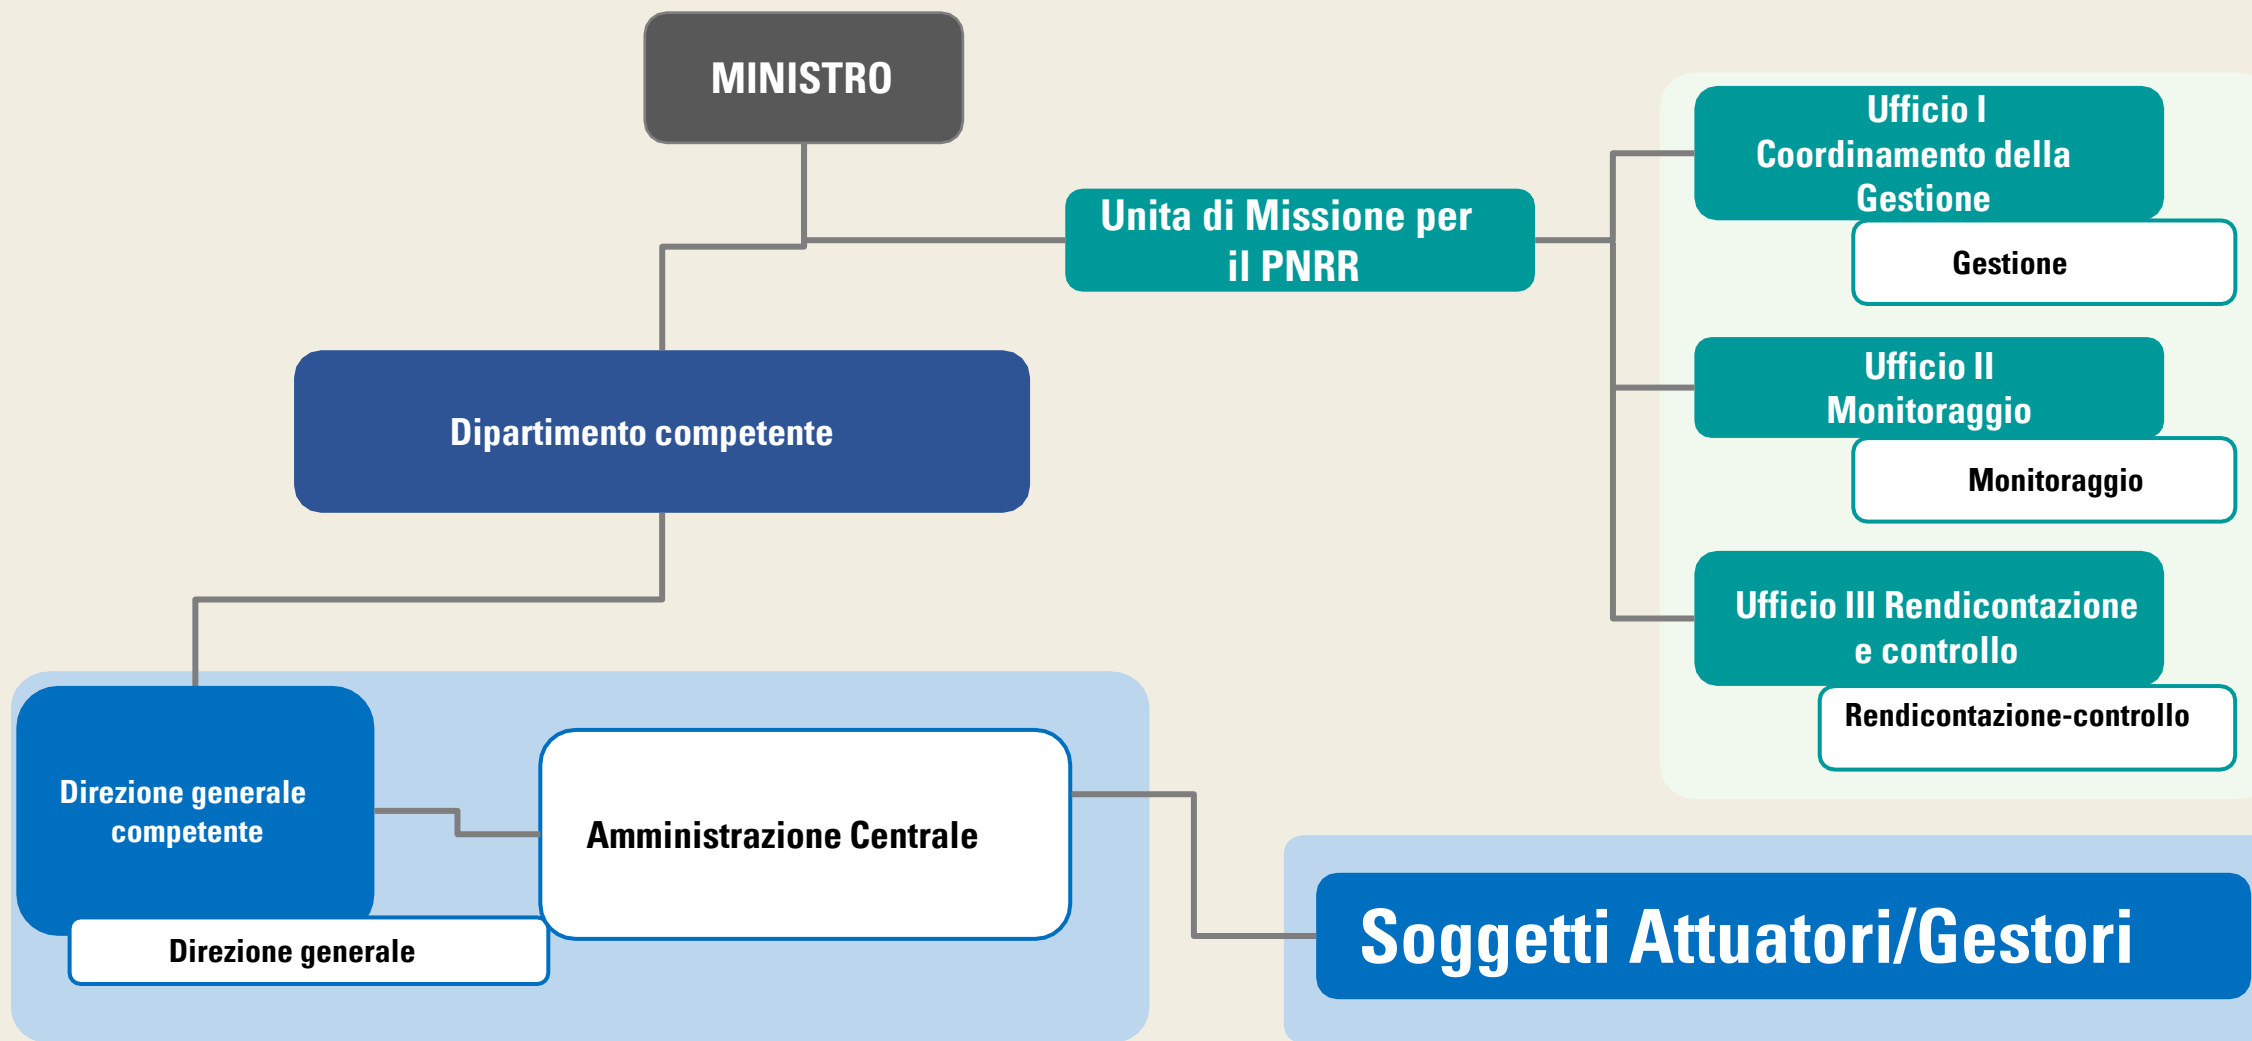 MINISTRO
Ufficio I
Coordinamento della
Gestione
Gestione
Unita di Missione per
il PNRR
Ufficio II
Monitoraggio
Monitoraggio
Dipartimento competente
Ufficio III Rendicontazione
e controllo
Rendicontazione-controllo
Direzione generale
competente
Direzione generale
Amministrazione Centrale
Soggetti Attuatori/Gestori